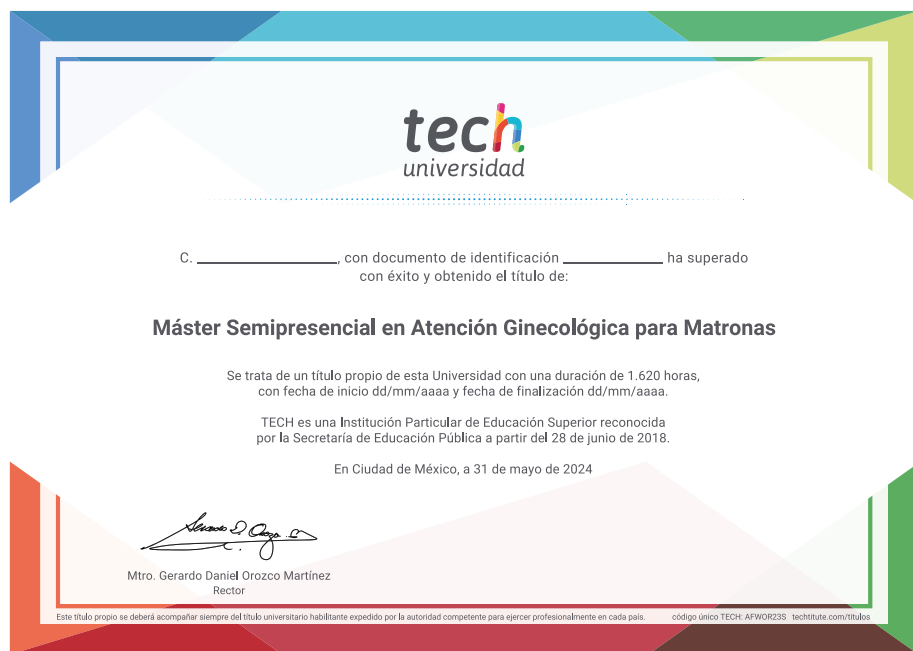 tech
universidad
C. ____________________, con documento de identificación ______________ ha superado
con éxito y obtenido el título de:
Máster Semipresencial en Atención Ginecológica para Matronas
Se trata de un título propio de esta Universidad con una duración de 1.620 horas,
con fecha de inicio dd/mm/aaaa y fecha de finalización dd/mm/aaaa.
TECH es una Institución Particular de Educación Superior reconocida
por la Secretaría de Educación Pública a partir del 28 de junio de 2018.
En Ciudad de México, a 31 de mayo de 2024
Mtro. Gerardo Daniel Orozco Martínez
Rector
Este título propio se deberá acompañar siempre del título universitario habilitante expedido por la autoridad competente para ejercer profesionalmente en cada país. código único TECH: AFWOR23S techtitute.com/titulos